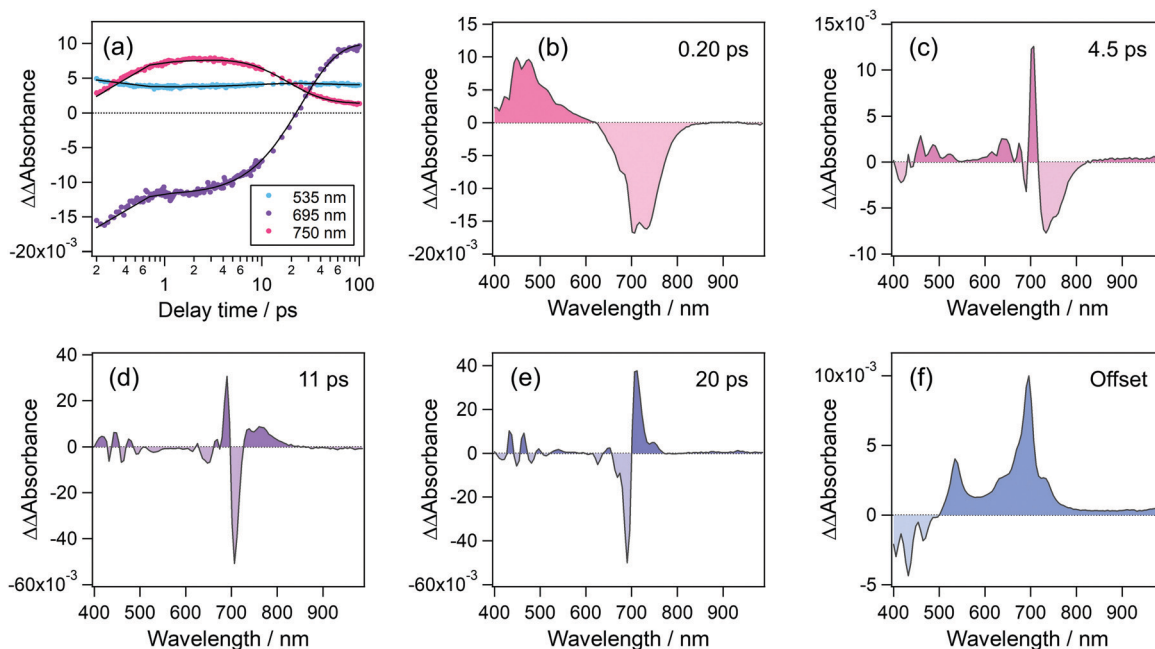 (a)
ΔΔAbsorbance
10
5
0
-5
-10
-15
-20x10⁻³
535 nm
695 nm
750 nm
2 4 6 1 2 4 6 10 2 4 6 100
Delay time / ps
(b) 0.20 ps
ΔΔAbsorbance
15
10
5
0
-5
-10
-15
-20x10⁻³
400 500 600 700 800 900
Wavelength / nm
(c) 4.5 ps
ΔΔAbsorbance
15x10⁻³
10
5
0
-5
-10
400 500 600 700 800 900
Wavelength / nm
(d) 11 ps
ΔΔAbsorbance
40
20
0
-20
-40
-60x10⁻³
400 500 600 700 800 900
Wavelength / nm
(e) 20 ps
ΔΔAbsorbance
40
20
0
-20
-40
-60x10⁻³
400 500 600 700 800 900
Wavelength / nm
(f) Offset
ΔΔAbsorbance
10x10⁻³
5
0
-5
400 500 600 700 800 900
Wavelength / nm